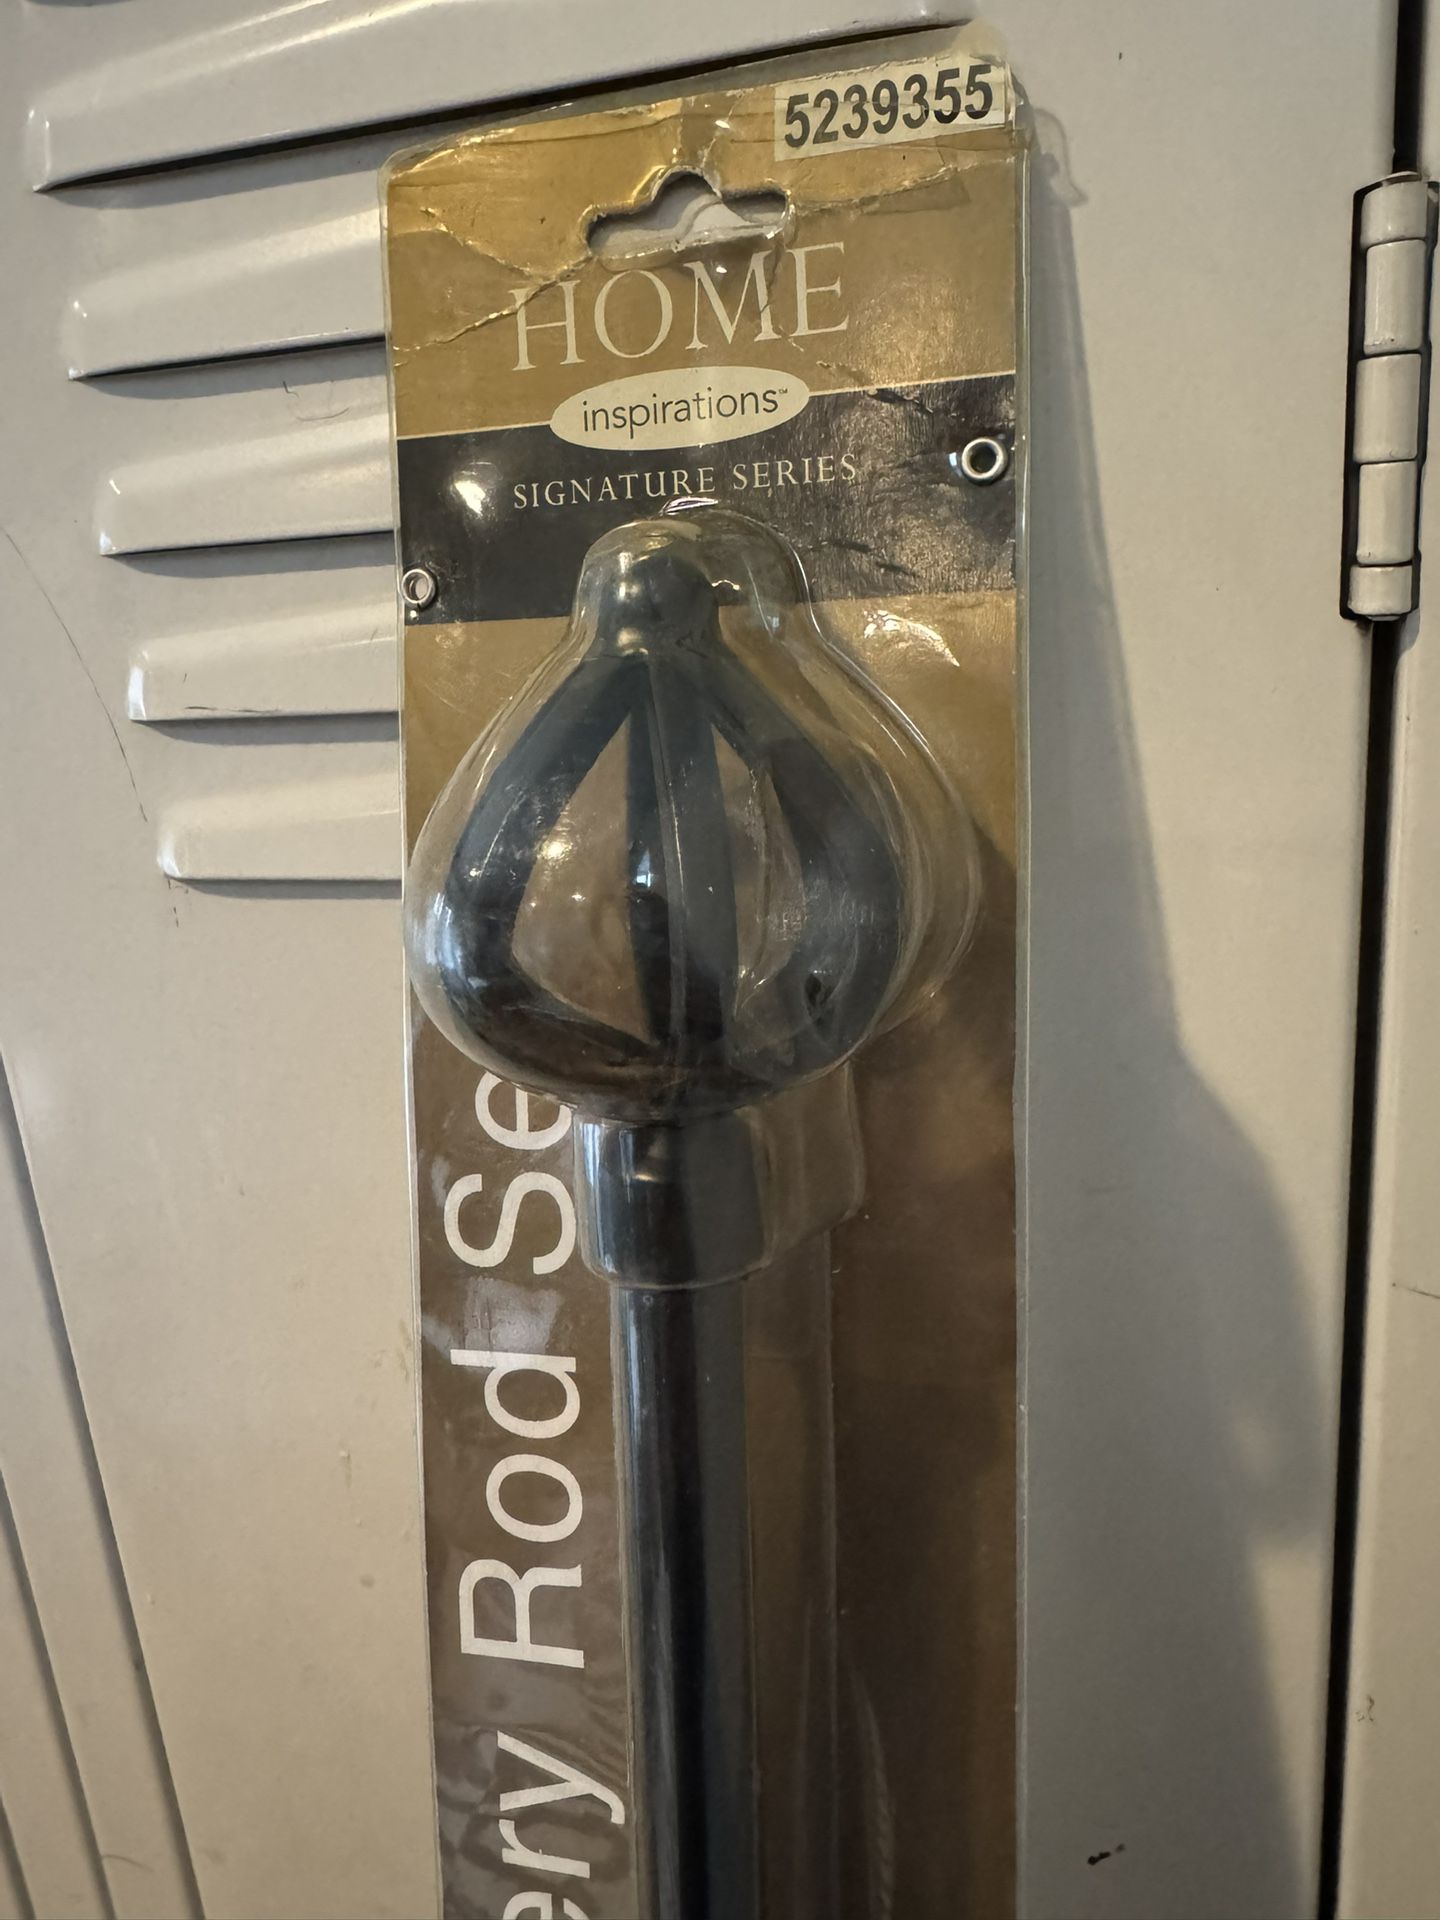 5239355
HOME
inspirations™
SIGNATURE SERIES
ery Rod Se